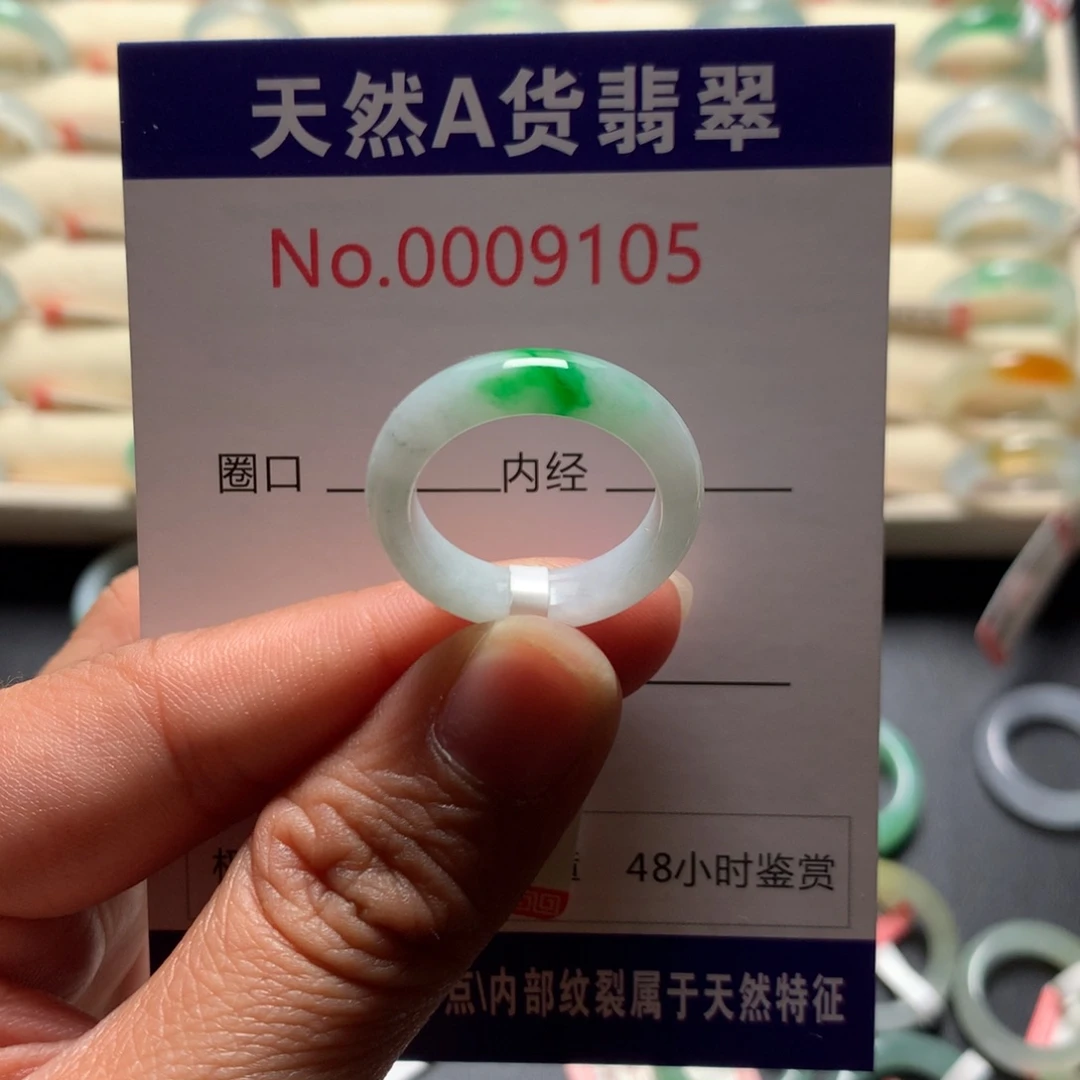 天然A货翡翠
No.0009105
圈口 内经
48小时鉴赏
点\内部纹裂属于天然特征